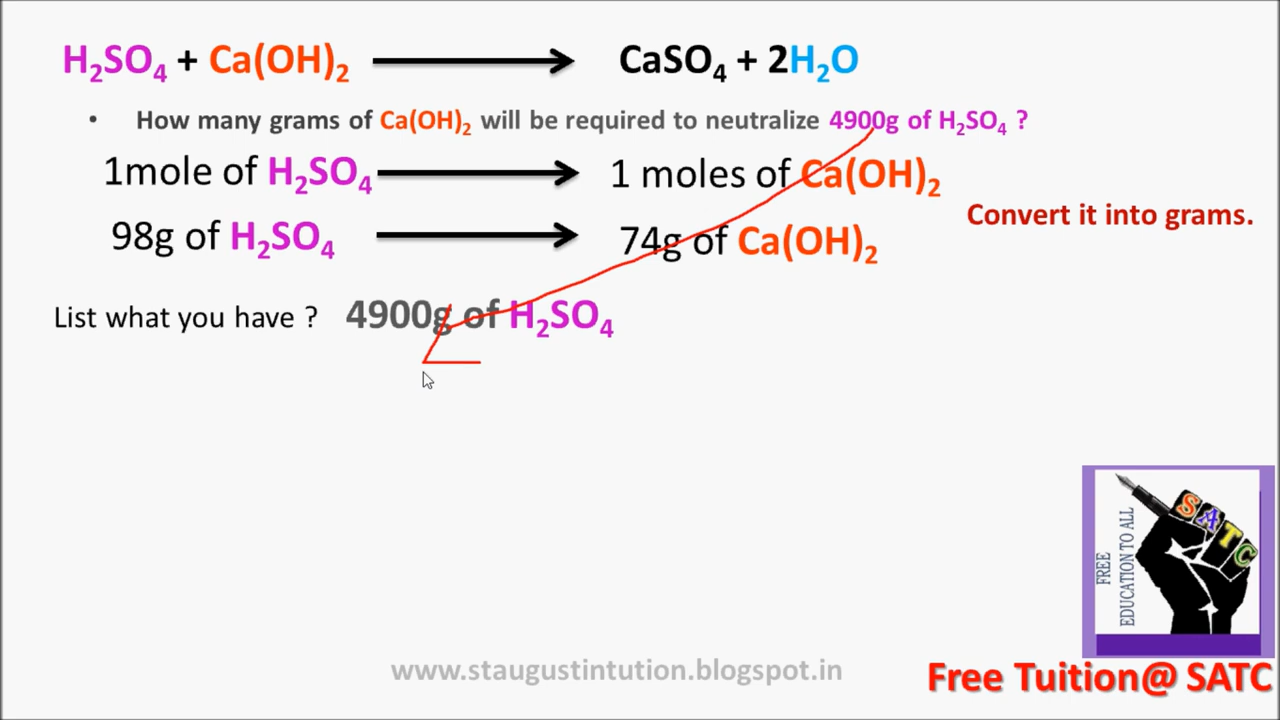 H₂SO₄ + Ca(OH)₂ ⟶ CaSO₄ + 2H₂O
• How many grams of Ca(OH)₂ will be required to neutralize 4900g of H₂SO₄ ?
1mole of H₂SO₄ ⟶ 1 moles of Ca(OH)₂
Convert it into grams.
98g of H₂SO₄ ⟶ 74g of Ca(OH)₂
List what you have ? 4900g of H₂SO₄
FREE
EDUCATION TO ALL
SATC
www.staugustintution.blogspot.in
Free Tuition@ SATC